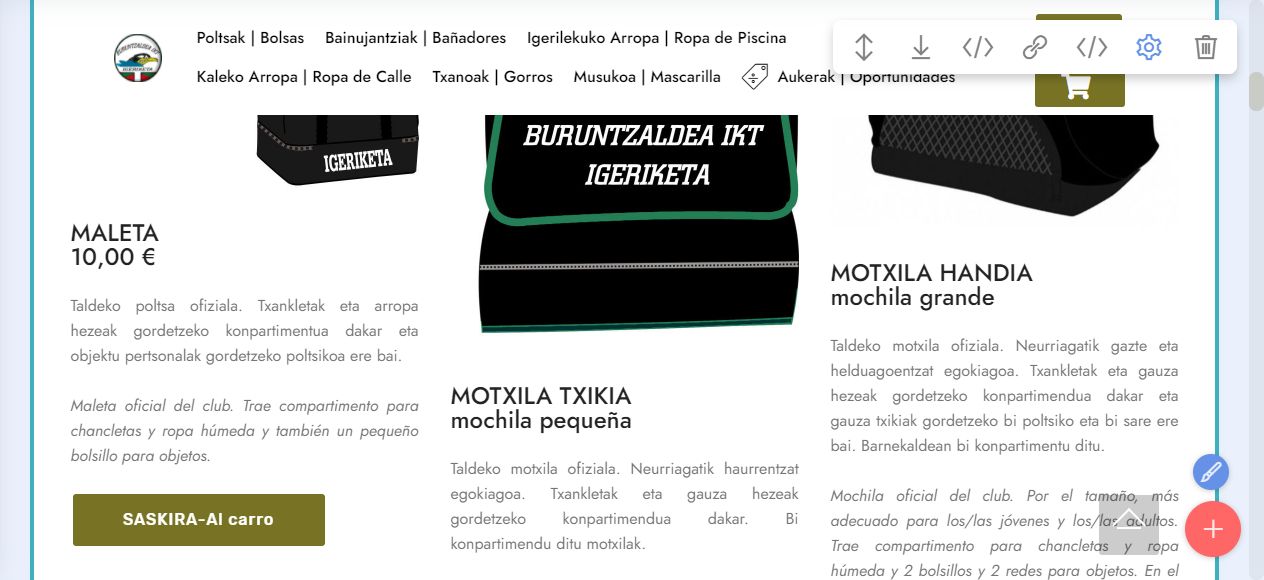 BURUNTZALDEA IKT
IGERIKETA
Poltsak | Bolsas
Bainujantziak | Bañadores
Igerilekuko Arropa | Ropa de Piscina
Kaleko Arropa | Ropa de Calle
Txanoak | Gorros
Musukoa | Mascarilla
Aukerak | Oportunidades
IGERIKETA
MALETA
10,00 €
Taldeko poltsa ofiziala. Txankletak eta arropa
hezeak gordetzeko konpartimentua dakar eta
objektu pertsonalak gordetzeko poltsikoa ere bai.
Maleta oficial del club. Trae compartimento para
chancletas y ropa húmeda y también un pequeño
bolsillo para objetos.
SASKIRA-Al carro
BURUNTZALDEA IKT
IGERIKETA
MOTXILA TXIKIA
mochila pequeña
Taldeko motxila ofiziala. Neurriagatik haurrentzat
egokiagoa. Txankletak eta gauza hezeak
gordetzeko konpartimendua dakar. Bi
konpartimendu ditu motxilak.
MOTXILA HANDIA
mochila grande
Taldeko motxila ofiziala. Neurriagatik gazte eta
helduagoentzat egokiagoa. Txankletak eta gauza
hezeak gordetzeko konpartimendua dakar eta
gauza txikiak gordetzeko bi poltsiko eta bi sare ere
bai. Barnekaldean bi konpartimentu ditu.
Mochila oficial del club. Por el tamaño, más
adecuado para los/las jóvenes y los/las adultos.
Trae compartimento para chancletas y ropa
húmeda y 2 bolsillos y 2 redes para objetos. En el